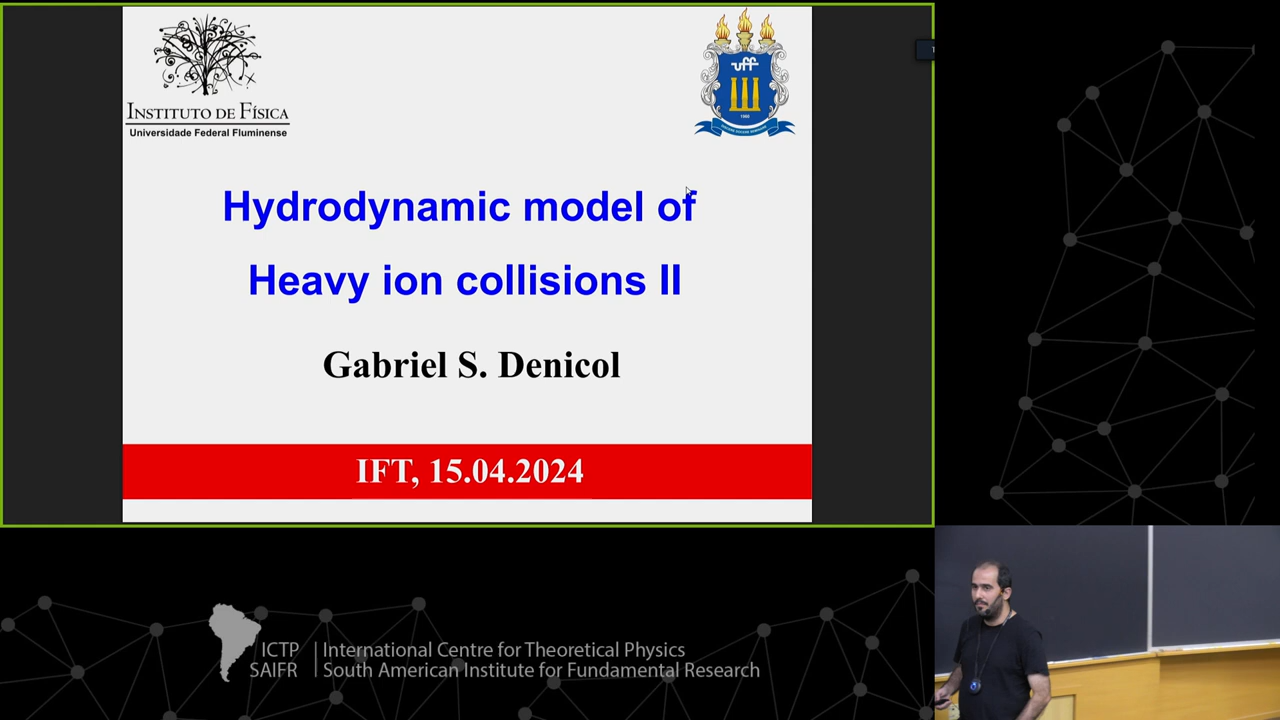 INSTITUTO DE FÍSICA
Universidade Federal Fluminense
uff
1960
Hydrodynamic model of
Heavy ion collisions II
Gabriel S. Denicol
IFT, 15.04.2024
ICTP
SAIFR
International Centre for Theoretical Physics
South American Institute for Fundamental Research